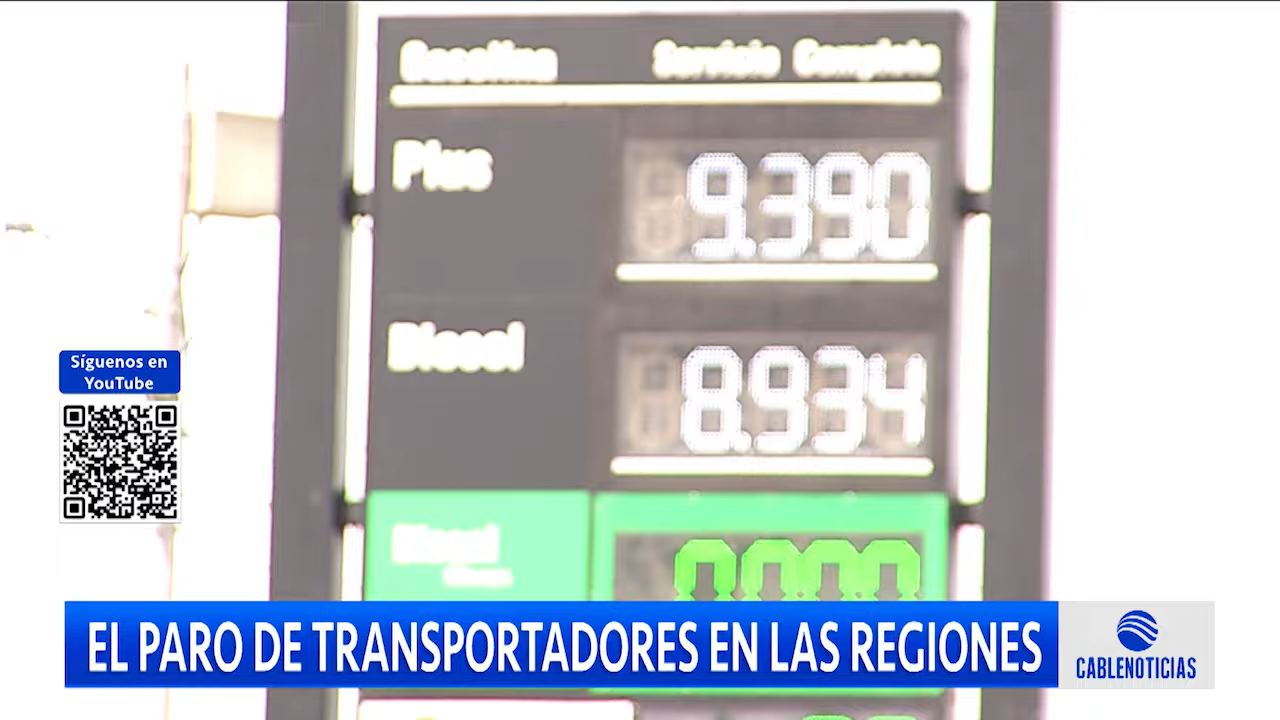 Gasolina Servicio Completo
Plus 9.390
Diesel 8.934
Diesel
Síguenos en
YouTube
EL PARO DE TRANSPORTADORES EN LAS REGIONES
CABLENOTICIAS